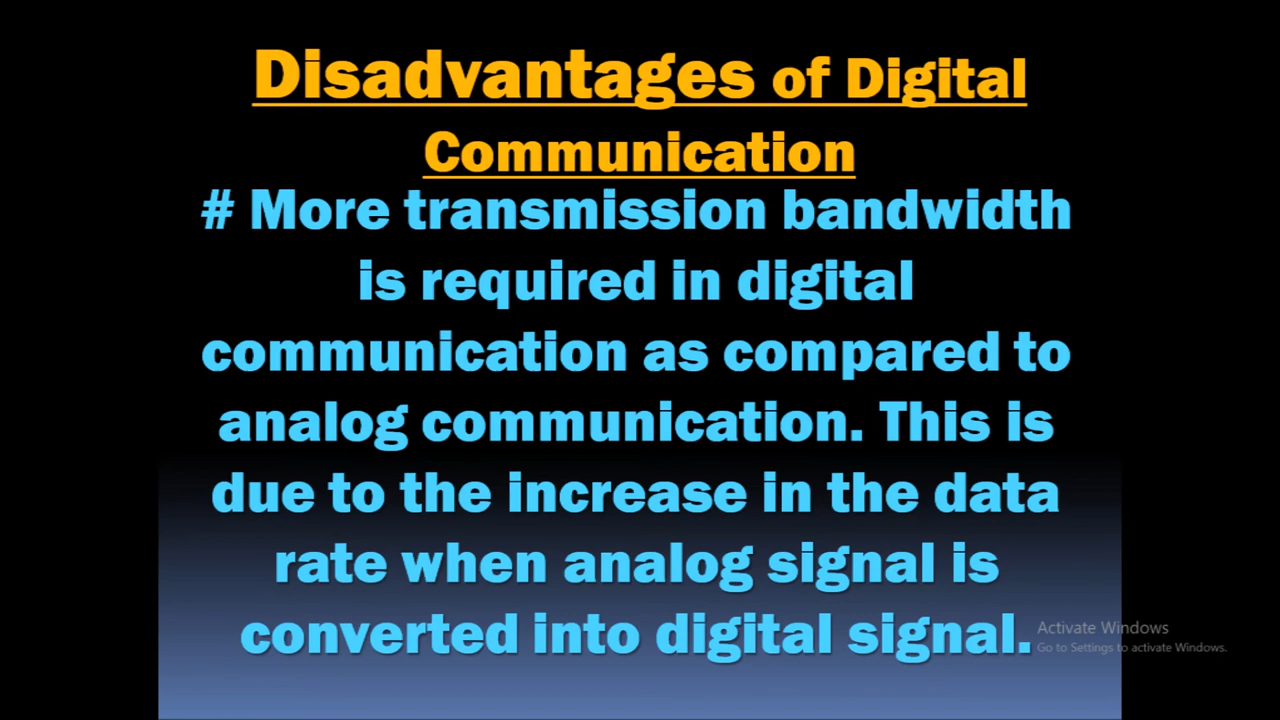 Disadvantages of Digital
Communication
# More transmission bandwidth
is required in digital
communication as compared to
analog communication. This is
due to the increase in the data
rate when analog signal is
converted into digital signal.
Activate Windows
Go to Settings to activate Windows.